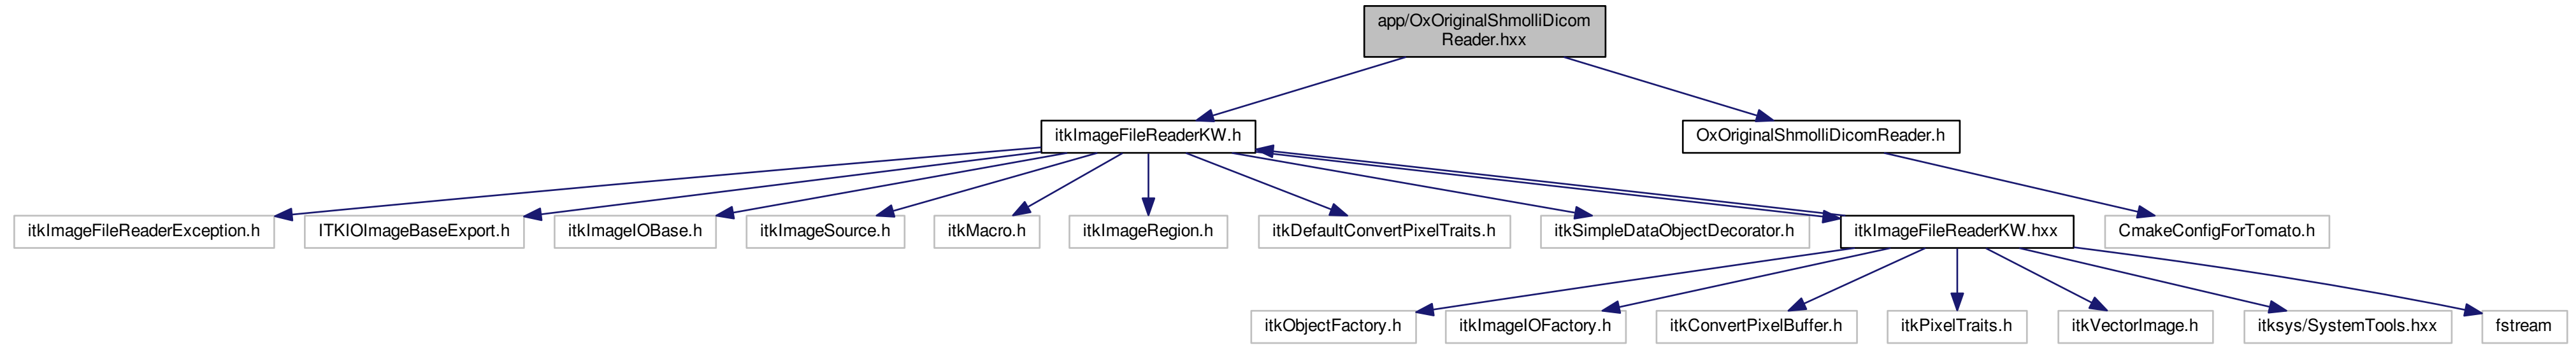 app/OxOriginalShmolliDicom
Reader.hxx
itkImageFileReaderKW.h
OxOriginalShmolliDicomReader.h
itkImageFileReaderException.h
ITKIOImageBaseExport.h
itkImageIOBase.h
itkImageSource.h
itkMacro.h
itkImageRegion.h
itkDefaultConvertPixelTraits.h
itkSimpleDataObjectDecorator.h
itkImageFileReaderKW.hxx
CmakeConfigForTomato.h
itkObjectFactory.h
itkImageIOFactory.h
itkConvertPixelBuffer.h
itkPixelTraits.h
itkVectorImage.h
itksys/SystemTools.hxx
fstream